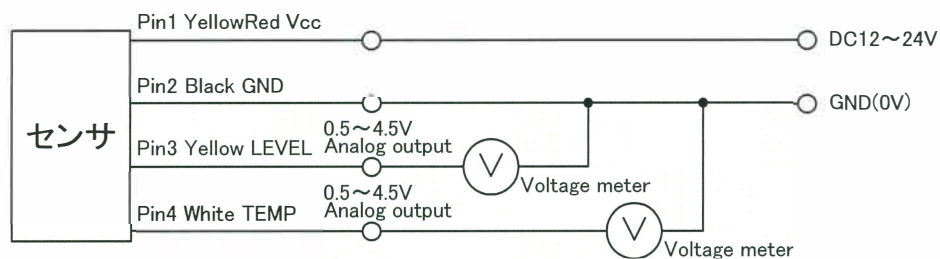 Pin1 YellowRed Vcc
DC12～24V
Pin2 Black GND
GND(0V)
センサ
0.5～4.5V
Pin3 Yellow LEVEL
Analog output
V
Voltage meter
0.5～4.5V
Pin4 White TEMP
Analog output
V
Voltage meter